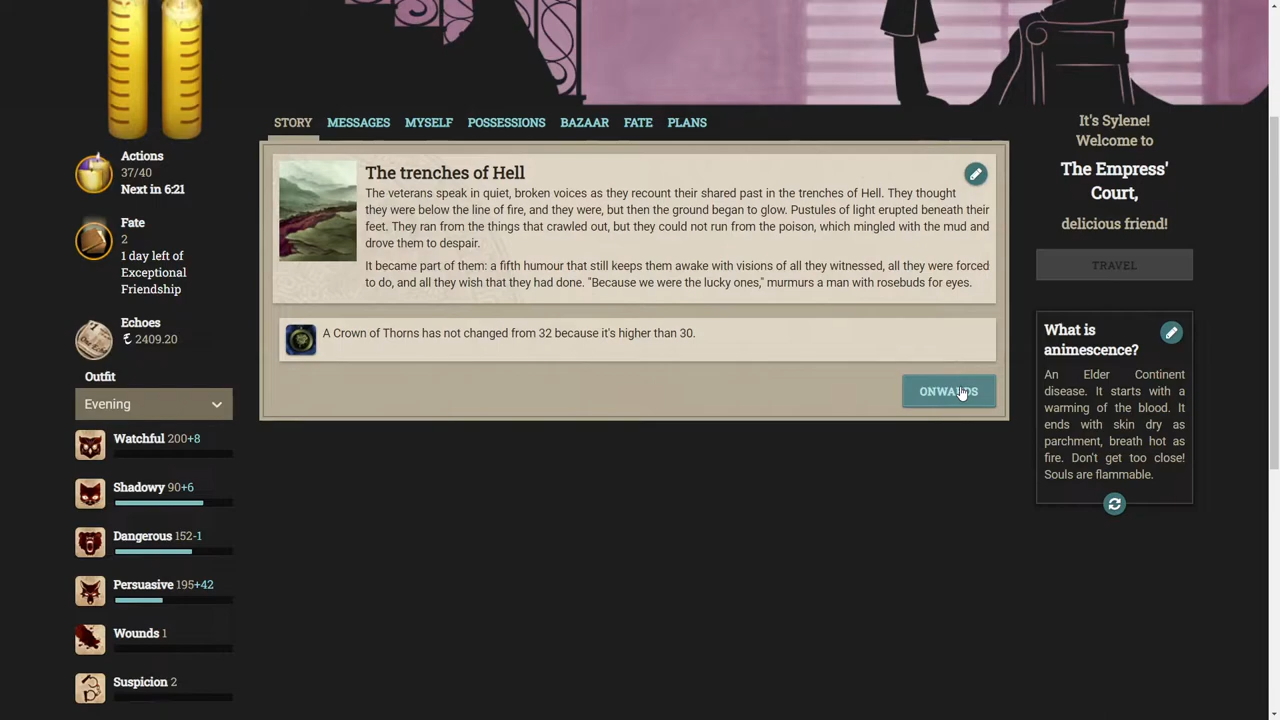 STORY
MESSAGES
MYSELF
POSSESSIONS
BAZAAR
FATE
PLANS
Actions
37/40
Next in 6:21
Fate
2
1 day left of
Exceptional
Friendship
Echoes
2409.20
Outfit
Evening
Watchful 200+8
Shadowy 90+6
Dangerous 152-1
Persuasive 195+42
Wounds 1
Suspicion 2
The trenches of Hell
The veterans speak in quiet, broken voices as they recount their shared past in the trenches of Hell. They thought
they were below the line of fire, and they were, but then the ground began to glow. Pustules of light erupted beneath their
feet. They ran from the things that crawled out, but they could not run from the poison, which mingled with the mud and
drove them to despair.
It became part of them: a fifth humour that still keeps them awake with visions of all they witnessed, all they were forced
to do, and all they wish that they had done. "Because we were the lucky ones," murmurs a man with rosebuds for eyes.
A Crown of Thorns has not changed from 32 because it's higher than 30.
ONWARDS
It's Sylene!
Welcome to
The Empress'
Court,
delicious friend!
TRAVEL
What is
animescence?
An Elder Continent
disease. It starts with a
warming of the blood. It
ends with skin dry as
parchment, breath hot as
fire. Don't get too close!
Souls are flammable.